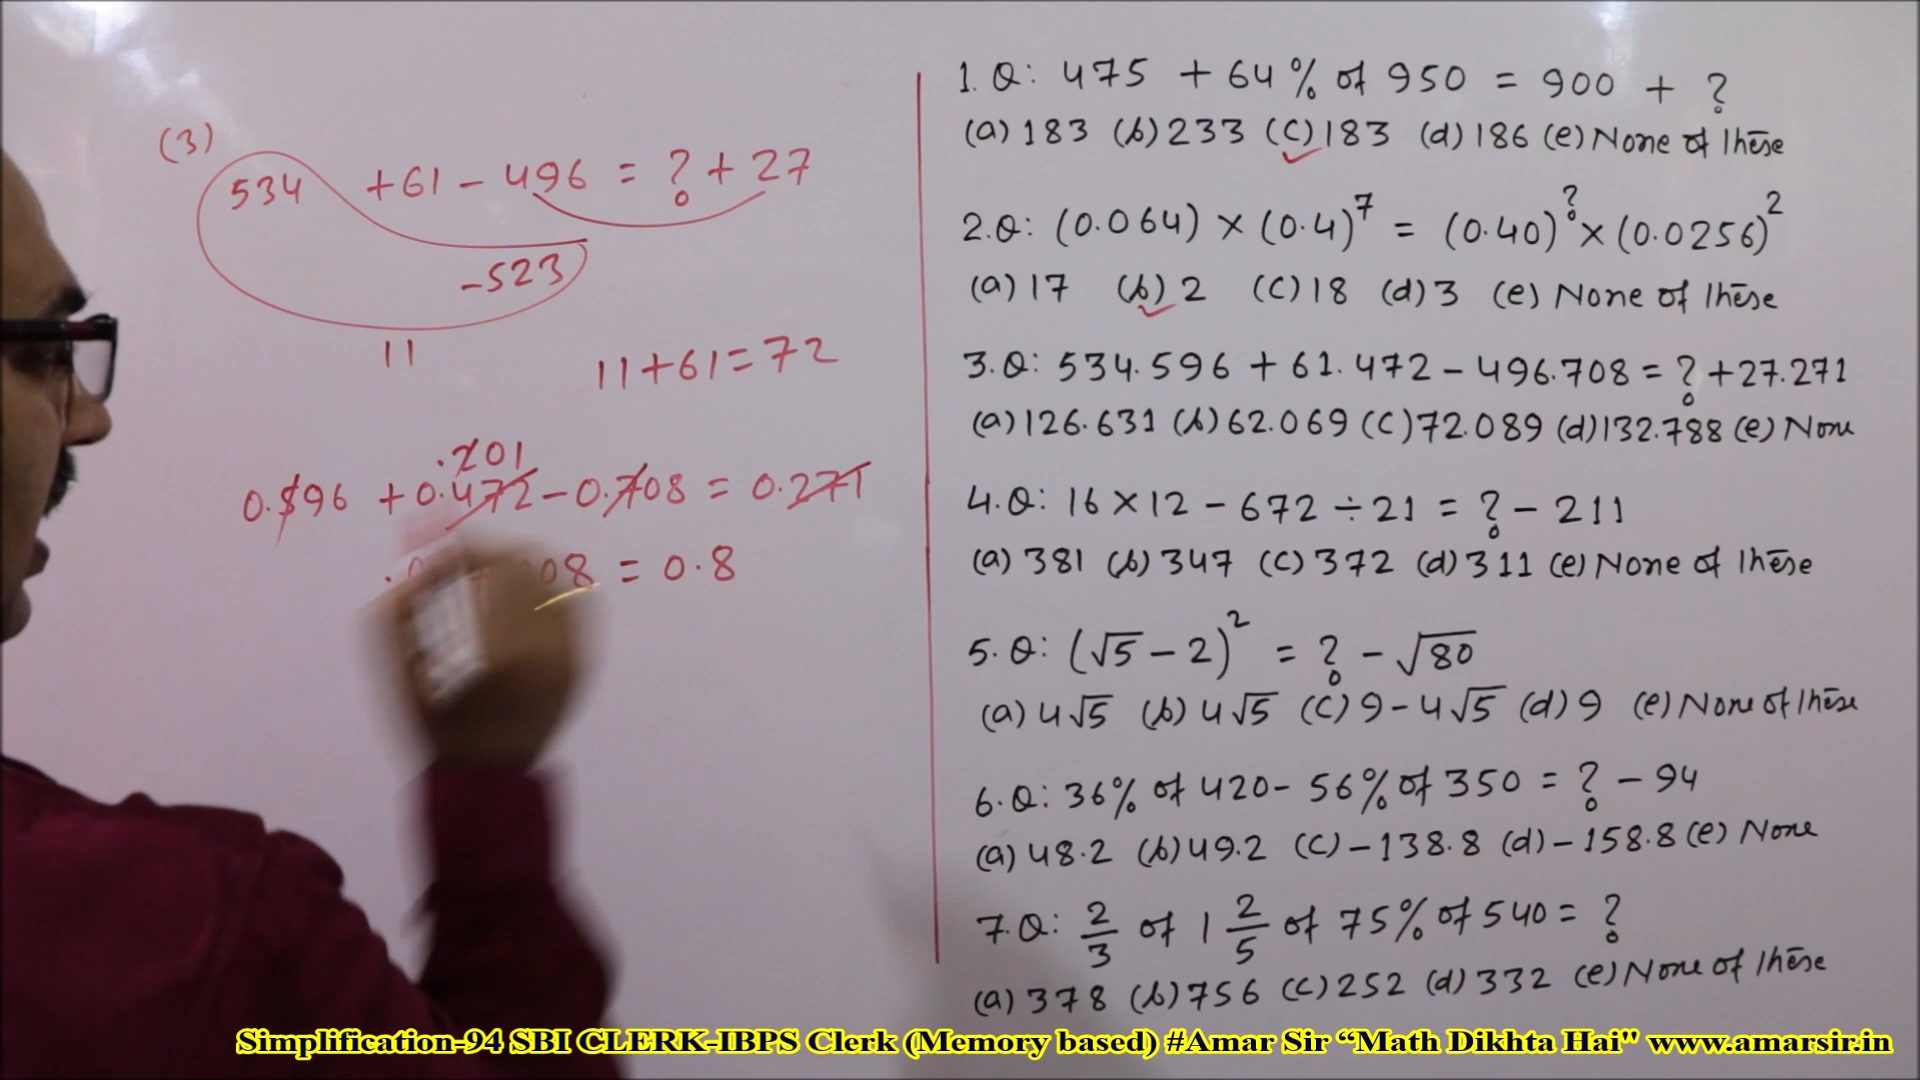 (3)
534 +61 - 496 = ? + 27
-523
11
11+61=72
.201
0.596 + 0.472 - 0.708 = 0.271
08 = 0.8
1. Q: 475 + 64% of 950 = 900 + ?
(a) 183 (b) 233 (c) 183 (d) 186 (e) None of these
2. Q: (0.064) × (0.4)^7 = (0.40)^? × (0.0256)^2
(a) 17 (b) 2 (c) 18 (d) 3 (e) None of these
3. Q: 534.596 + 61.472 - 496.708 = ? + 27.271
(a) 126.631 (b) 62.069 (c) 72.089 (d) 132.788 (e) None
4. Q: 16 × 12 - 672 ÷ 21 = ? - 211
(a) 381 (b) 347 (c) 372 (d) 311 (e) None of these
5. Q: (√5 - 2)^2 = ? - √80
(a) 4√5 (b) 4√5 (c) 9-4√5 (d) 9 (e) None of these
6. Q: 36% of 420 - 56% of 350 = ? - 94
(a) 48.2 (b) 49.2 (c) -138.8 (d) -158.8 (e) None
7. Q: 2/3 of 1 2/5 of 75% of 540 = ?
(a) 378 (b) 756 (c) 252 (d) 332 (e) None of these
Simplification-94 SBI CLERK-IBPS Clerk (Memory based) #Amar Sir “Math Dikhta Hai" www.amarsir.in